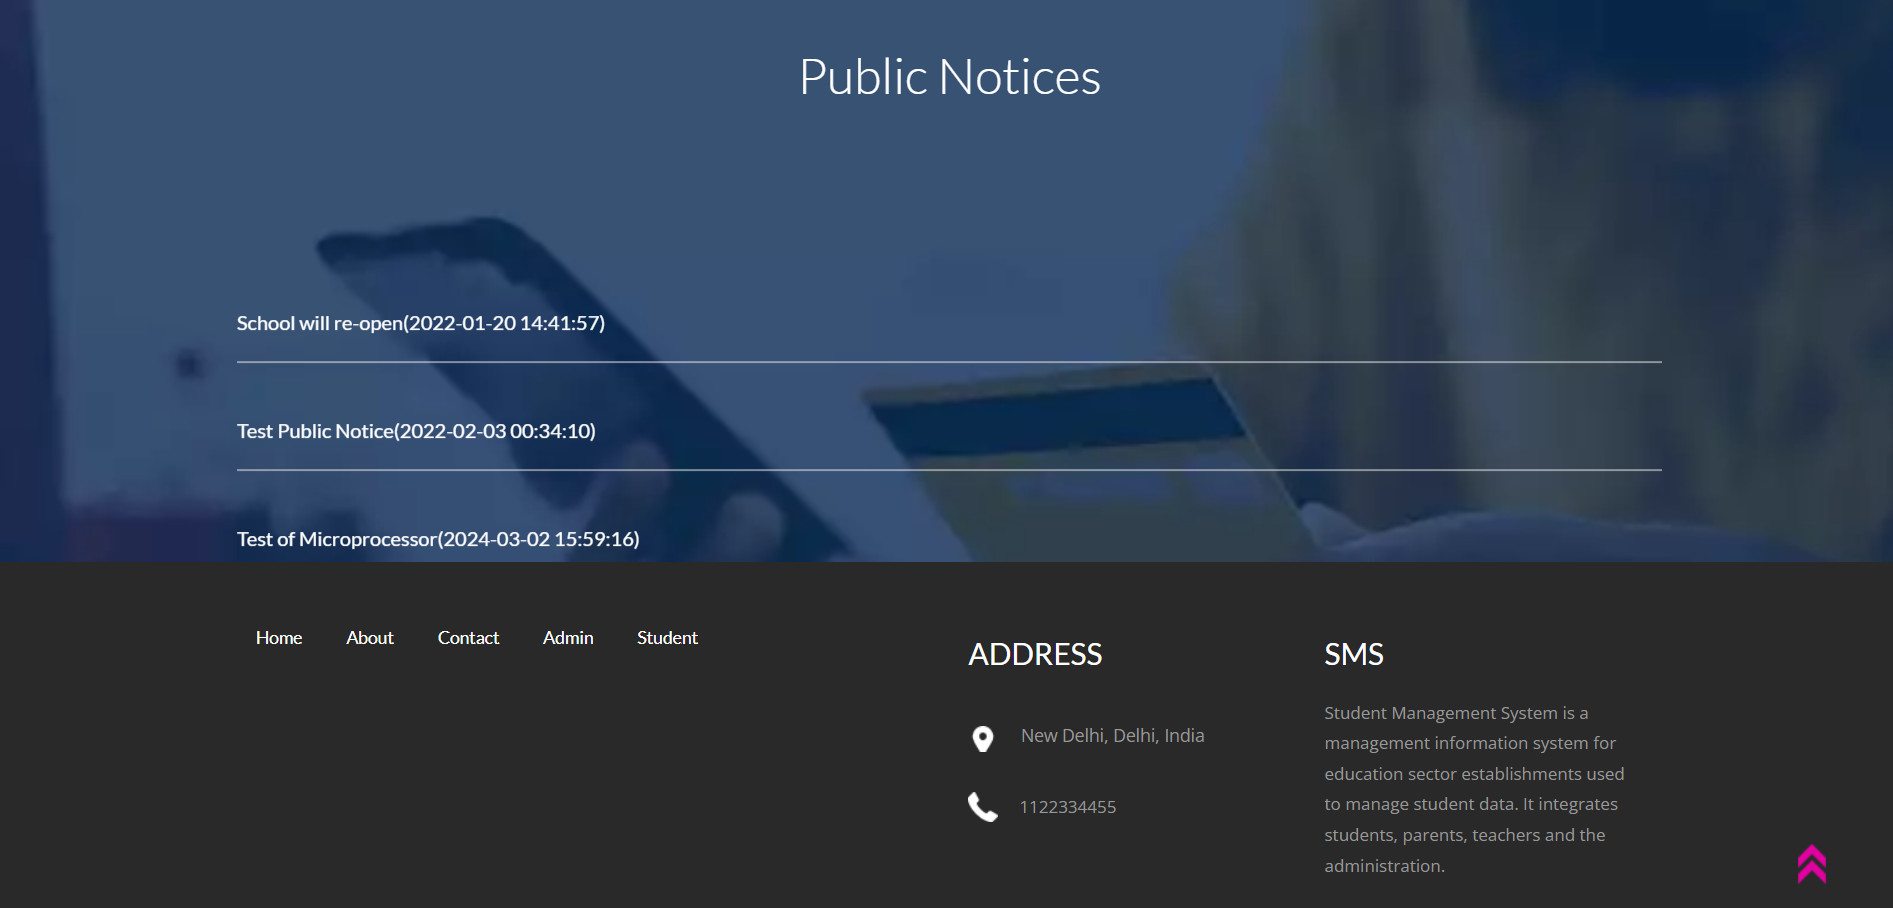 Public Notices
School will re-open(2022-01-20 14:41:57)
Test Public Notice(2022-02-03 00:34:10)
Test of Microprocessor(2024-03-02 15:59:16)
Home About Contact Admin Student
ADDRESS
New Delhi, Delhi, India
1122334455
SMS
Student Management System is a
management information system for
education sector establishments used
to manage student data. It integrates
students, parents, teachers and the
administration.